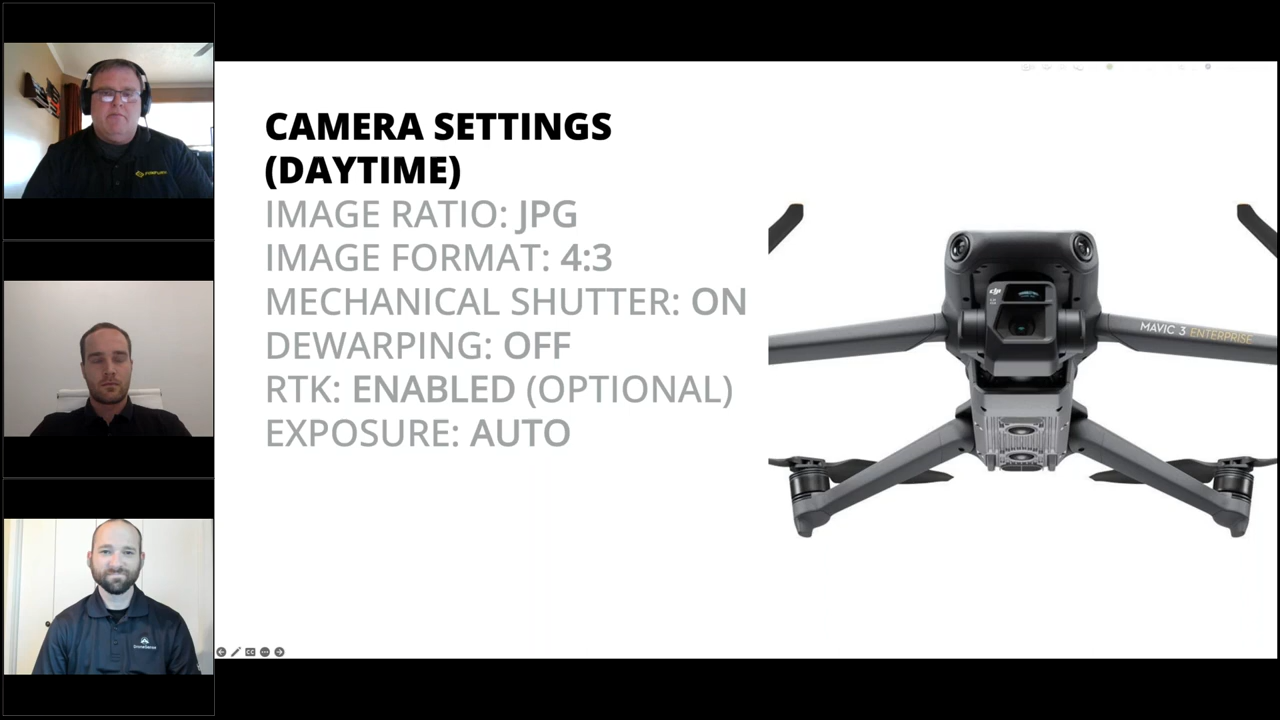 CAMERA SETTINGS
(DAYTIME)
IMAGE RATIO: JPG
IMAGE FORMAT: 4:3
MECHANICAL SHUTTER: ON
DEWARPING: OFF
RTK: ENABLED (OPTIONAL)
EXPOSURE: AUTO
MAVIC 3 ENTERPRISE
DroneSense